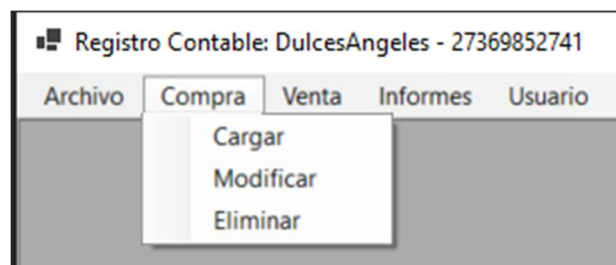 Registro Contable: DulcesAngeles - 27369852741
Archivo Compra Venta Informes Usuario
Cargar
Modificar
Eliminar